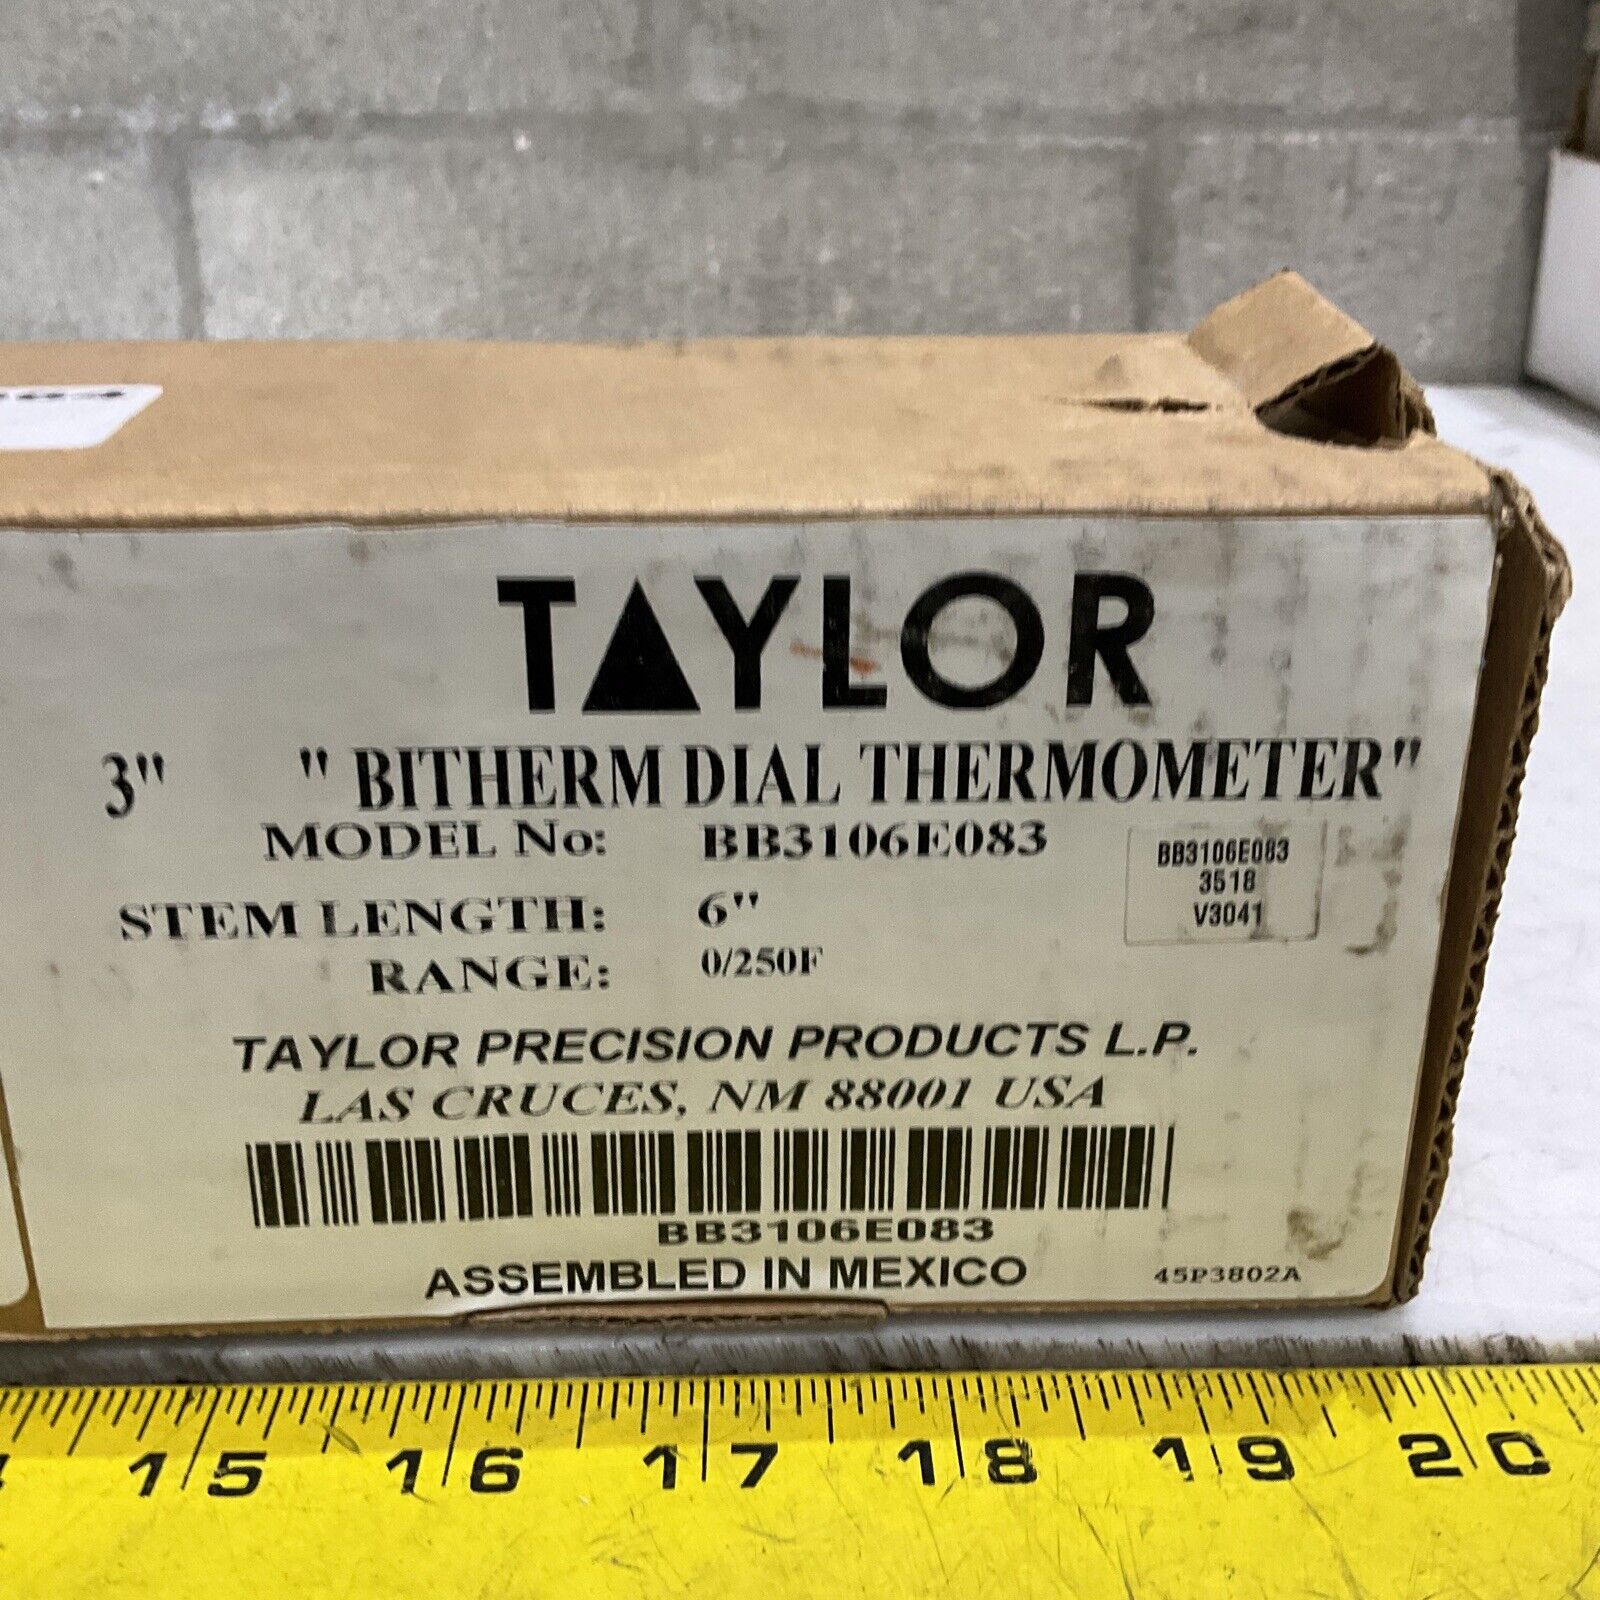 TAYLOR
3" " BITHERM DIAL THERMOMETER"
MODEL No: BB3106E083
STEM LENGTH: 6"
RANGE: 0/250F
BB3106E083
3518
V3041
TAYLOR PRECISION PRODUCTS L.P.
LAS CRUCES, NM 88001 USA
BB3106E083
ASSEMBLED IN MEXICO
45P3802A
15 16 17 18 19 20